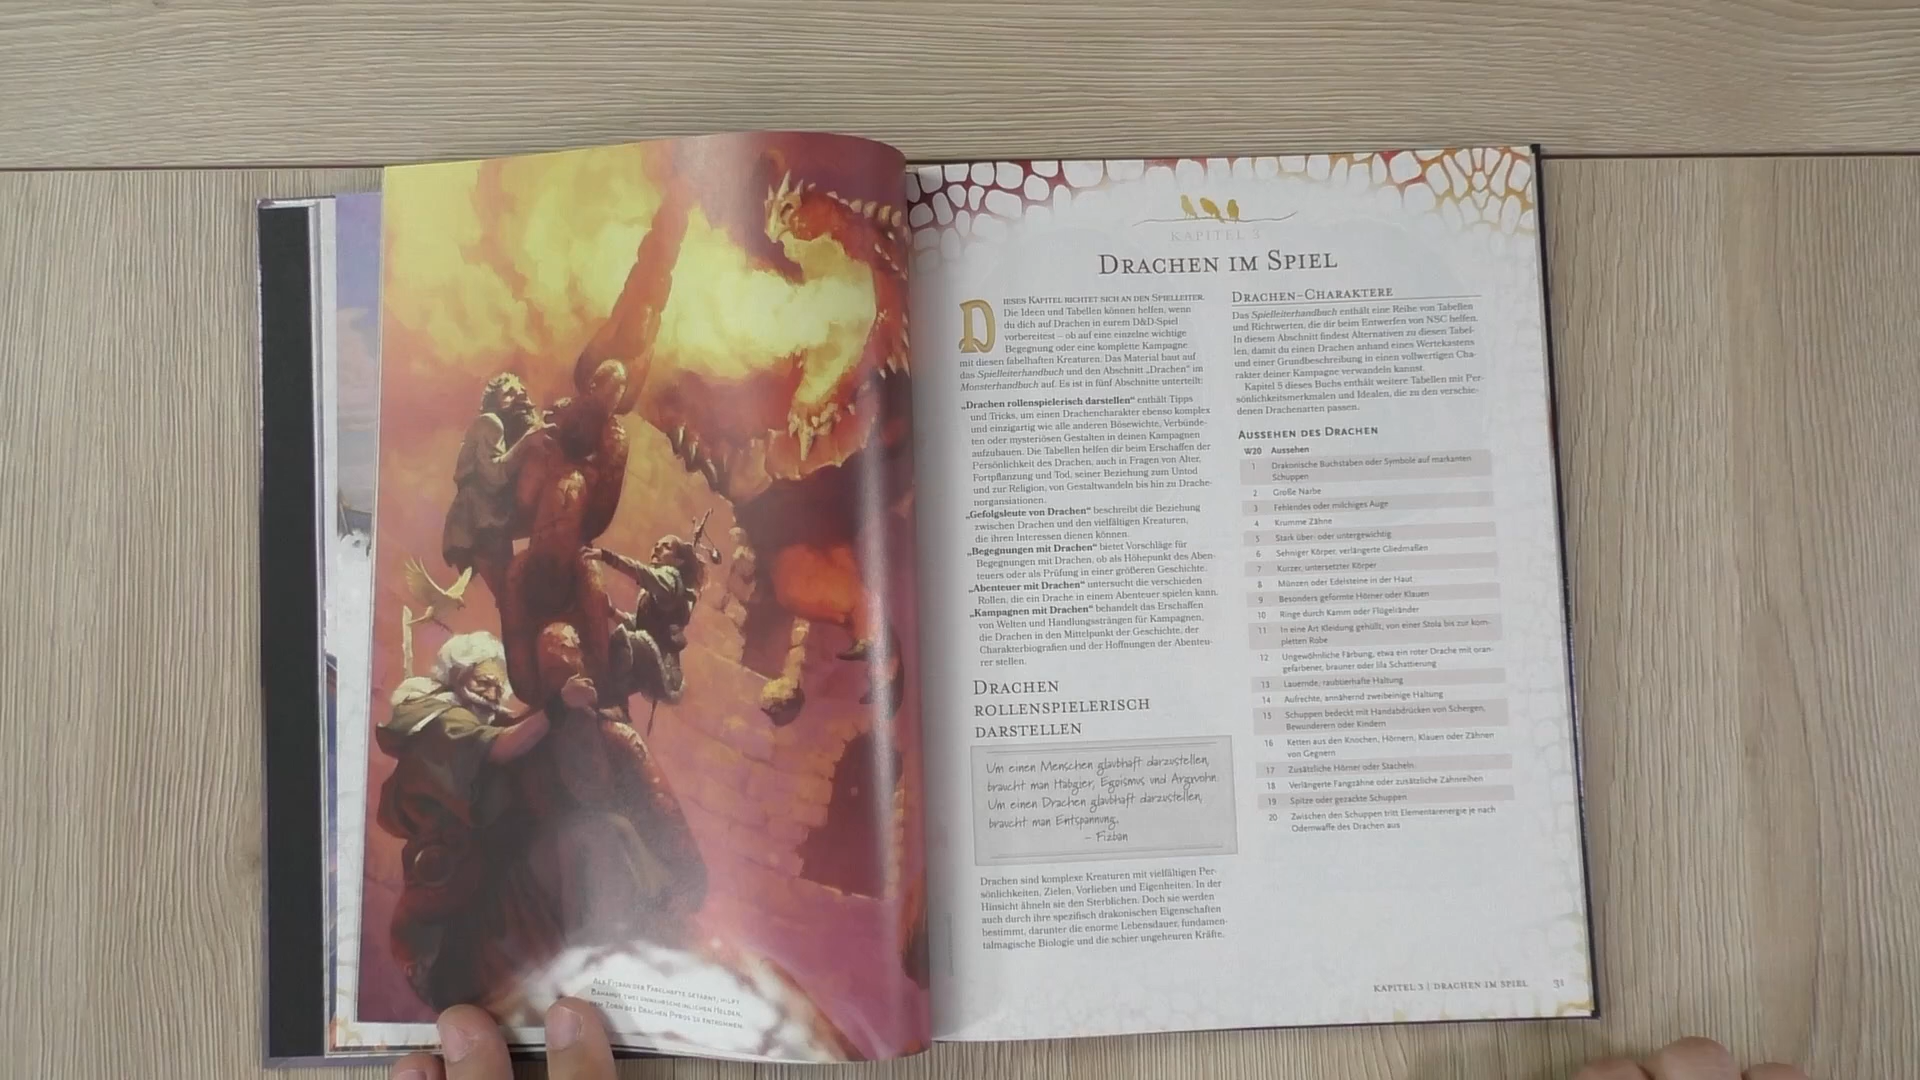 Als Fizban der Fabelhafte getarnt, hilft
Bahamut zwei unwahrscheinlichen Helden,
dem Zorn des Drachen Pyros zu entkommen.
KAPITEL 3
DRACHEN IM SPIEL
DIESES KAPITEL RICHTET SICH AN DEN SPIELLEITER.
Die Ideen und Tabellen können helfen, wenn
du dich auf Drachen in eurem D&D-Spiel
vorbereitest – ob auf eine einzelne wichtige
Begegnung oder eine komplette Kampagne
mit diesen fabelhaften Kreaturen. Das Material baut auf
das Spielleiterhandbuch und den Abschnitt „Drachen“ im
Monsterhandbuch auf. Es ist in fünf Abschnitte unterteilt:
„Drachen rollenspielerisch darstellen“ enthält Tipps
und Tricks, um einen Drachencharakter ebenso komplex
und einzigartig wie alle anderen Bösewichte, Verbünde-
ten oder mysteriösen Gestalten in deinen Kampagnen
aufzubauen. Die Tabellen helfen dir beim Erschaffen der
Persönlichkeit des Drachen, auch in Fragen von Alter,
Fortpflanzung und Tod, seiner Beziehung zum Untod
und zur Religion, von Gestaltwandeln bis hin zu Drache-
norganisationen.
„Gefolgsleute von Drachen“ beschreibt die Beziehung
zwischen Drachen und den vielfältigen Kreaturen,
die ihren Interessen dienen können.
„Begegnungen mit Drachen“ bietet Vorschläge für
Begegnungen mit Drachen, ob als Höhepunkt des Aben-
teuers oder als Prüfung in einer größeren Geschichte.
„Abenteuer mit Drachen“ untersucht die verschieden
Rollen, die ein Drache in einem Abenteuer spielen kann.
„Kampagnen mit Drachen“ behandelt das Erschaffen
von Welten und Handlungssträngen für Kampagnen,
die Drachen in den Mittelpunkt der Geschichte, der
Charakterbiografien und der Hoffnungen der Abenteu-
rer stellen.
DRACHEN
ROLLENSPIELERISCH
DARSTELLEN
Um einen Menschen glaubhaft darzustellen,
braucht man Habgier, Egoismus und Argwohn.
Um einen Drachen glaubhaft darzustellen,
braucht man Entspannung.
– Fizban
Drachen sind komplexe Kreaturen mit vielfältigen Per-
sönlichkeiten, Zielen, Vorlieben und Eigenheiten. In der
Hinsicht ähneln sie den Sterblichen. Doch sie werden
auch durch ihre spezifisch drakonischen Eigenschaften
bestimmt, darunter die enorme Lebensdauer, fundamen-
talmagische Biologie und die schier ungeheuren Kräfte.
DRACHEN-CHARAKTERE
Das Spielleiterhandbuch enthält eine Reihe von Tabellen
und Richtwerten, die dir beim Entwerfen von NSC helfen.
In diesem Abschnitt findest Alternativen zu diesen Tabel-
len, damit du einen Drachen anhand eines Wertekastens
und einer Grundbeschreibung in einen vollwertigen Cha-
rakter deiner Kampagne verwandeln kannst.
Kapitel 5 dieses Buchs enthält weitere Tabellen mit Per-
sönlichkeitsmerkmalen und Idealen, die zu den verschie-
denen Drachenarten passen.
AUSSEHEN DES DRACHEN
W20 Aussehen
1 Drakonische Buchstaben oder Symbole auf markanten
Schuppen
2 Große Narbe
3 Fehlendes oder milchiges Auge
4 Krumme Zähne
5 Stark über- oder untergewichtig
6 Sehniger Körper, verlängerte Gliedmaßen
7 Kurzer, untersetzter Körper
8 Münzen oder Edelsteine in der Haut
9 Besonders geformte Hörner oder Klauen
10 Ringe durch Kamm oder Flügelränder
11 In eine Art Kleidung gehüllt, von einer Stola bis zur kom-
pletten Robe
12 Ungewöhnliche Färbung, etwa ein roter Drache mit oran-
gefarbener, brauner oder lila Schattierung
13 Lauernde, raubtierhafte Haltung
14 Aufrechte, annähernd zweibeinige Haltung
15 Schuppen bedeckt mit Handabdrücken von Schergen,
Bewunderern oder Kindern
16 Ketten aus den Knochen, Hörnern, Klauen oder Zähnen
von Gegnern
17 Zusätzliche Hörner oder Stacheln
18 Verlängerte Fangzähne oder zusätzliche Zahnreihen
19 Spitze oder gezackte Schuppen
20 Zwischen den Schuppen tritt Elementarenergie je nach
Odemwaffe des Drachen aus
KAPITEL 3 | DRACHEN IM SPIEL 31